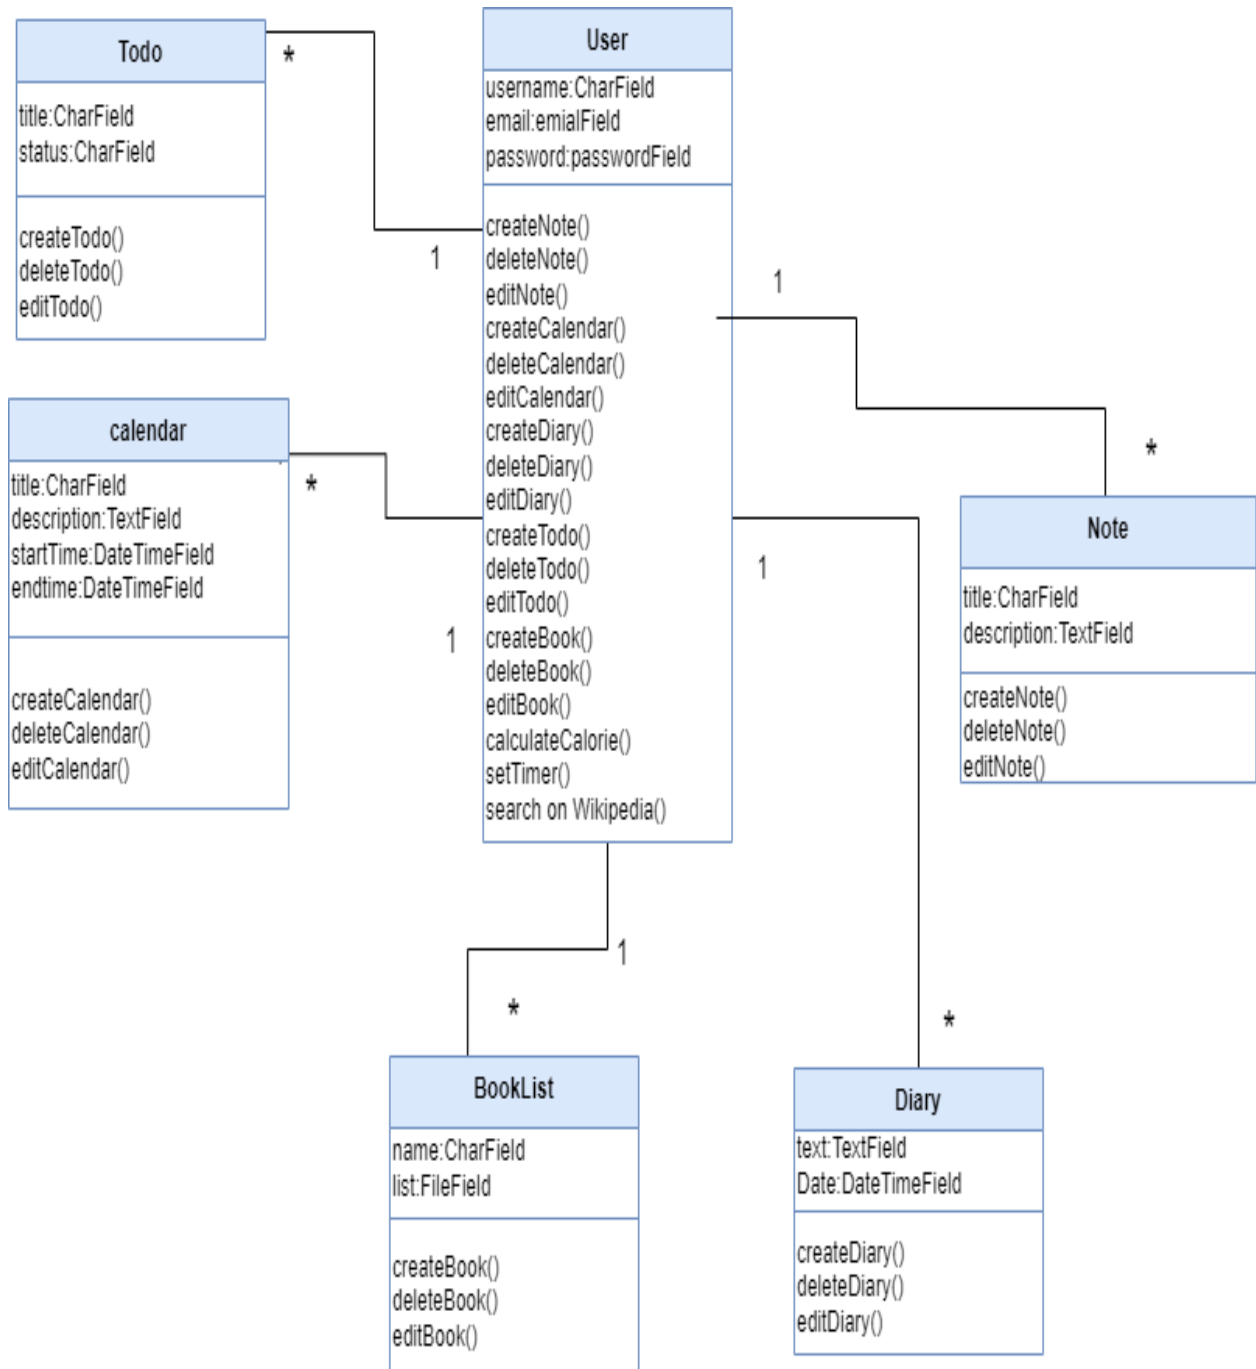 Todo
title:CharField
status:CharField
createTodo()
deleteTodo()
editTodo()
*
1
User
username:CharField
email:emialField
password:passwordField
createNote()
deleteNote()
editNote()
createCalendar()
deleteCalendar()
editCalendar()
createDiary()
deleteDiary()
editDiary()
createTodo()
deleteTodo()
editTodo()
createBook()
deleteBook()
editBook()
calculateCalorie()
setTimer()
search on Wikipedia()
1
*
calendar
title:CharField
description:TextField
startTime:DateTimeField
endtime:DateTimeField
createCalendar()
deleteCalendar()
editCalendar()
*
1
Note
title:CharField
description:TextField
createNote()
deleteNote()
editNote()
1
*
1
*
BookList
name:CharField
list:FileField
createBook()
deleteBook()
editBook()
Diary
text:TextField
Date:DateTimeField
createDiary()
deleteDiary()
editDiary()